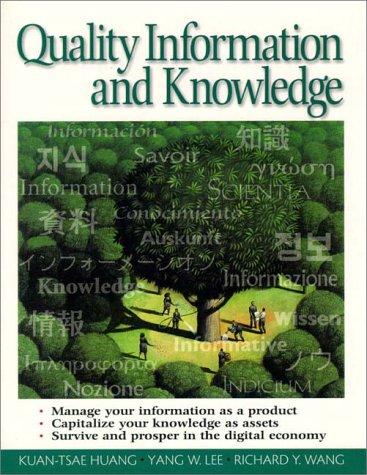 Quality Information
and Knowledge
Información
知識
지식
Savoir
γνώση
Information
SCIENTIA
資料
Conocimiento
Auskunft
정보
インフォーメーション
Informazione
Knowledge
情報
Wissen
Informative
Πληροφορία
ノウ
Nozione
INDICIUM
• Manage your information as a product
• Capitalize your knowledge as assets
• Survive and prosper in the digital economy
KUAN-TSAE HUANG • YANG W. LEE • RICHARD Y. WANG